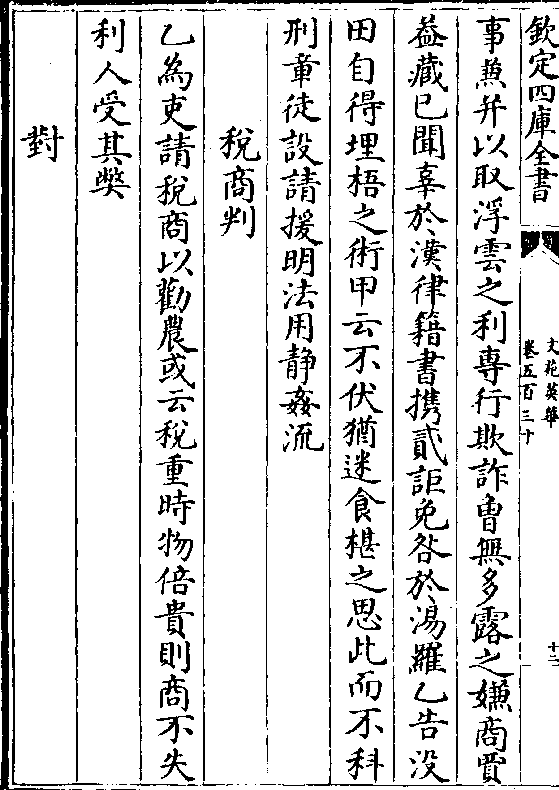 欽定四庫全書
文苑英華
卷五百三十
十二
事兼并以取浮雲之利專行欺詐曾無多露之嫌商賈
益藏已聞辜於漢律籍書携貳詎免咎於湯羅乙告没
田自得埋梧之術甲云不伏猶迷食椹之思此而不科
刑章徒設請援明法用静姦流
稅商判
乙為吏請稅商以勸農或云稅重時物倍貴則商不失
利人受其獘
對